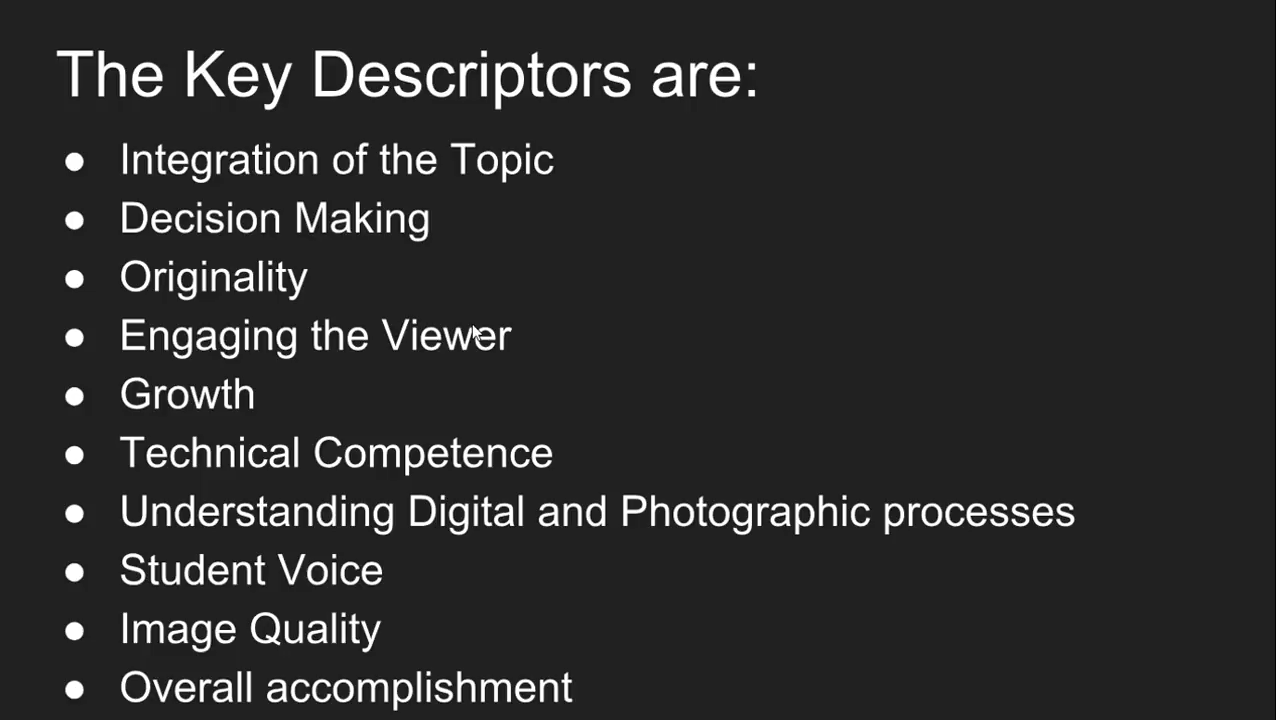 The Key Descriptors are:
● Integration of the Topic
● Decision Making
● Originality
● Engaging the Viewer
● Growth
● Technical Competence
● Understanding Digital and Photographic processes
● Student Voice
● Image Quality
● Overall accomplishment